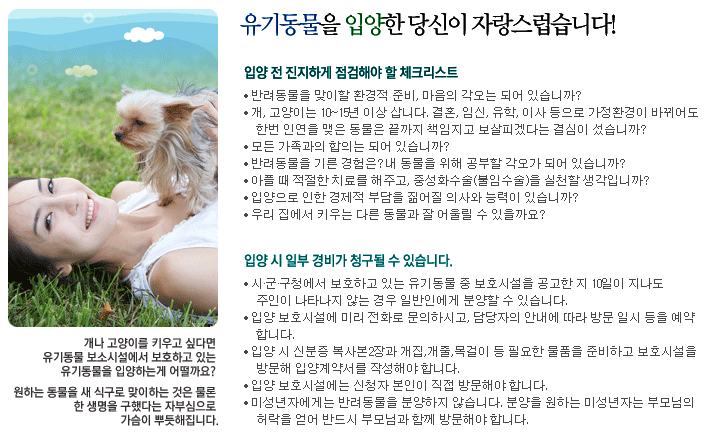 유기동물을 입양한 당신이 자랑스럽습니다!
입양 전 진지하게 점검해야 할 체크리스트
• 반려동물을 맞이할 환경적 준비, 마음의 각오는 되어 있습니까?
• 개, 고양이는 10~15년 이상 삽니다. 결혼, 임신, 유학, 이사 등으로 가정환경이 바뀌어도
한번 인연을 맺은 동물은 끝까지 책임지고 보살피겠다는 결심이 섰습니까?
• 모든 가족과의 합의는 되어 있습니까?
• 반려동물을 기른 경험은? 내 동물을 위해 공부할 각오가 되어 있습니까?
• 아플 때 적절한 치료를 해주고, 중성화수술(불임수술)을 실천할 생각입니까?
• 입양으로 인한 경제적 부담을 짊어질 의사와 능력이 있습니까?
• 우리 집에서 키우는 다른 동물과 잘 어울릴 수 있을까요?
입양 시 일부 경비가 청구될 수 있습니다.
• 시·군·구청에서 보호하고 있는 유기동물 중 보호시설을 공고한 지 10일이 지나도
주인이 나타나지 않는 경우 일반인에게 분양할 수 있습니다.
• 입양 보호시설에 미리 전화로 문의하시고, 담당자의 안내에 따라 방문 일시 등을 예약
합니다.
• 입양 시 신분증 복사본2장과 개집,개줄,목걸이 등 필요한 물품을 준비하고 보호시설을
방문해 입양계약서를 작성해야 합니다.
• 입양 보호시설에는 신청자 본인이 직접 방문해야 합니다.
• 미성년자에게는 반려동물을 분양하지 않습니다. 분양을 원하는 미성년자는 부모님의
허락을 얻어 반드시 부모님과 함께 방문해야 합니다.
개나 고양이를 키우고 싶다면
유기동물 보소시설에서 보호하고 있는
유기동물을 입양하는게 어떨까요?
원하는 동물을 새 식구로 맞이하는 것은 물론
한 생명을 구했다는 자부심으로
가슴이 뿌듯해집니다.